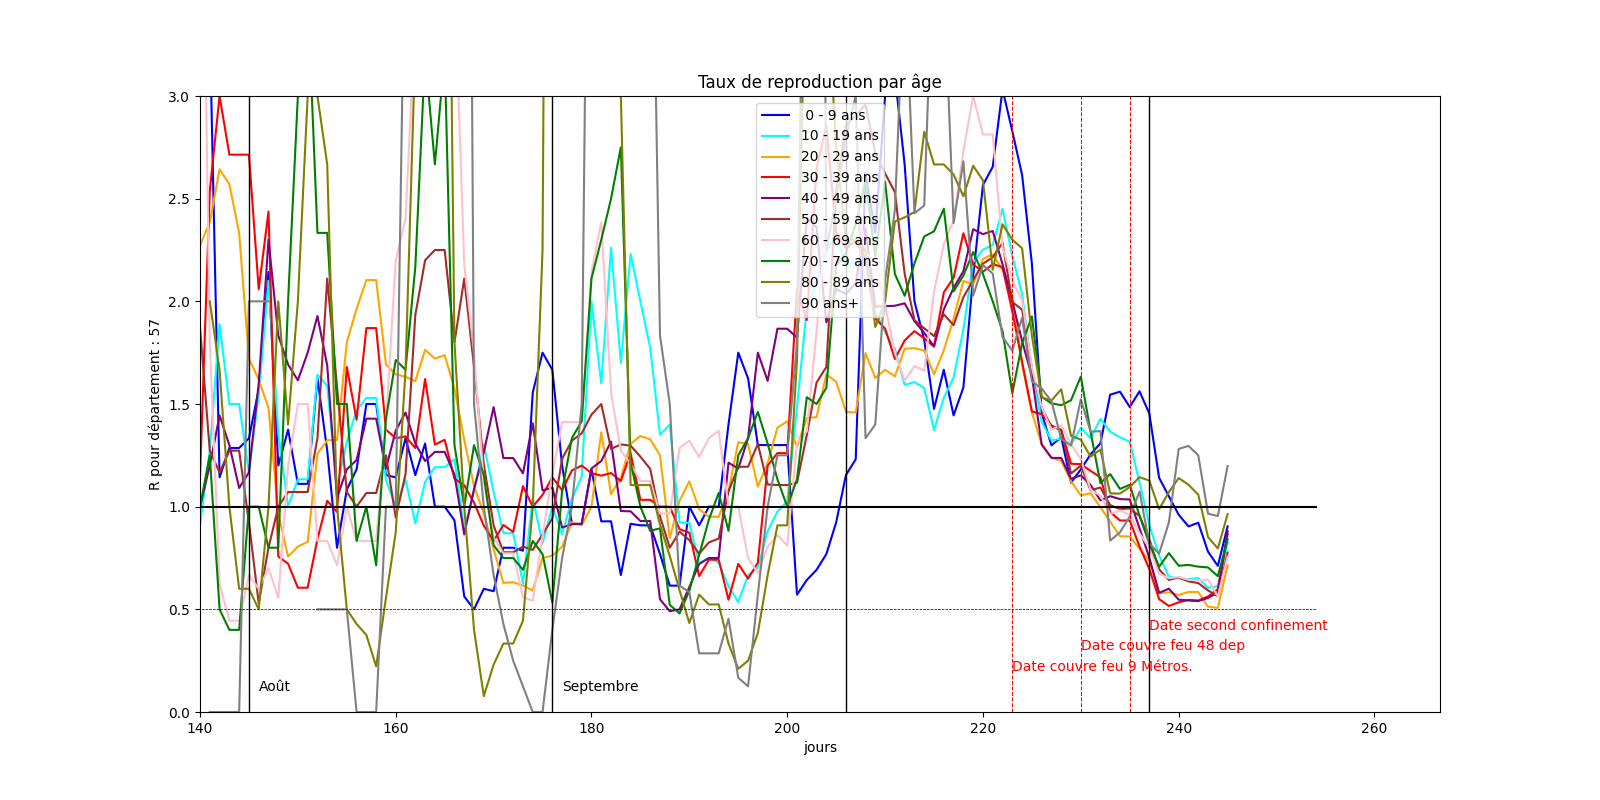 Taux de reproduction par âge
3.0
2.5
2.0
1.5
1.0
0.5
0.0
R pour département : 57
0 - 9 ans
10 - 19 ans
20 - 29 ans
30 - 39 ans
40 - 49 ans
50 - 59 ans
60 - 69 ans
70 - 79 ans
80 - 89 ans
90 ans+
Date second confinement
Date couvre feu 48 dep
Date couvre feu 9 Métros.
Août
Septembre
140
160
180
200
220
240
260
jours